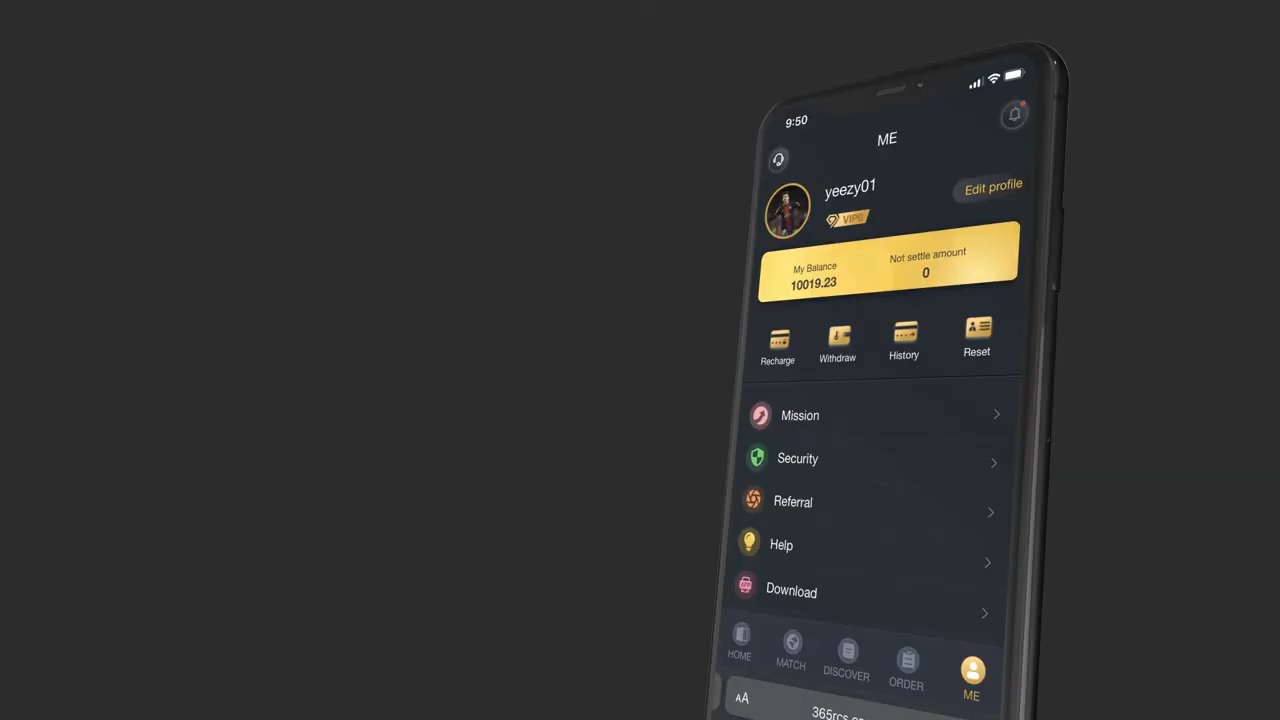 9:50
ME
yeezy01
Edit profile
VIP0
My Balance
Not settle amount
10019.23
0
Recharge
Withdraw
History
Reset
Mission
Security
Referral
Help
Download
HOME
MATCH
DISCOVER
ORDER
ME
AA